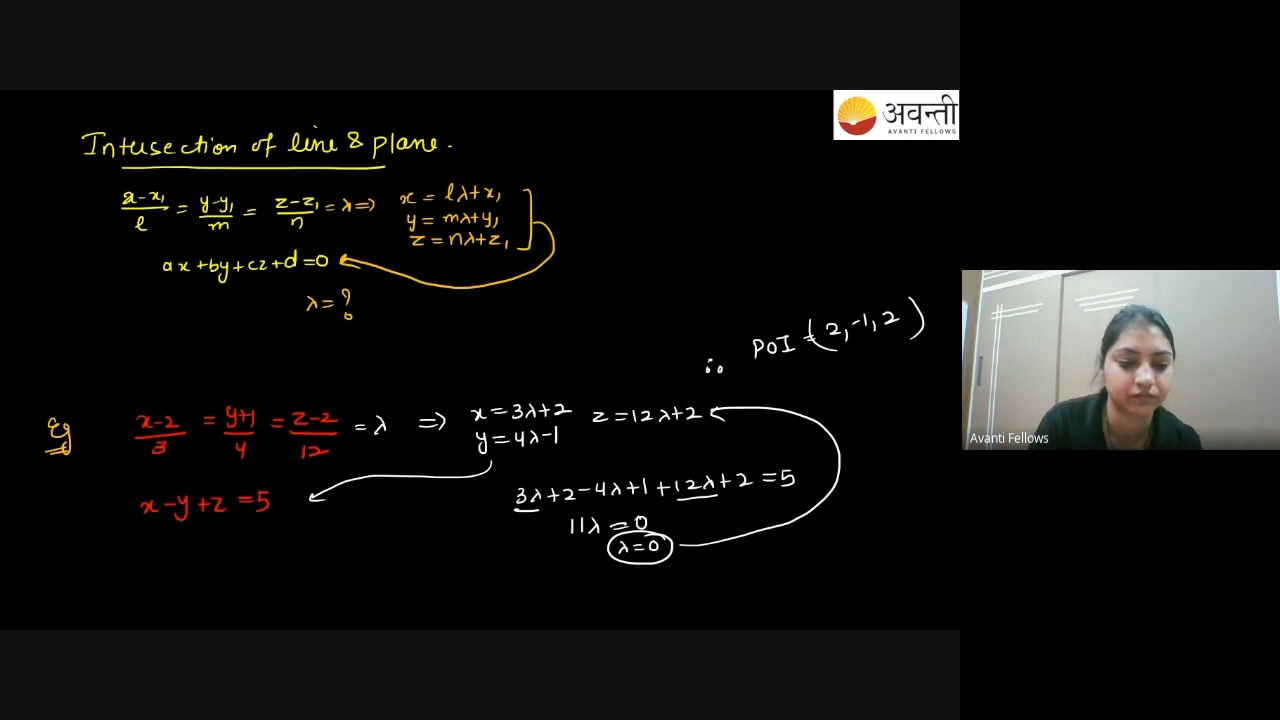 अवन्ती
AVANTI FELLOWS
Intersection of line & plane.
x-x₁/l = y-y₁/m = z-z₁/n = λ ⇒ x = lλ+x₁
y = mλ+y₁
z = nλ+z₁
ax+by+cz+d=0
λ = ?
∴ POI = (2,-1,2)
Eg x-2/3 = y+1/4 = z-2/12 = λ ⇒ x=3λ+2 z=12λ+2
y=4λ-1
x-y+z=5
3λ+2-4λ+1+12λ+2=5
11λ=0
λ=0
Avanti Fellows